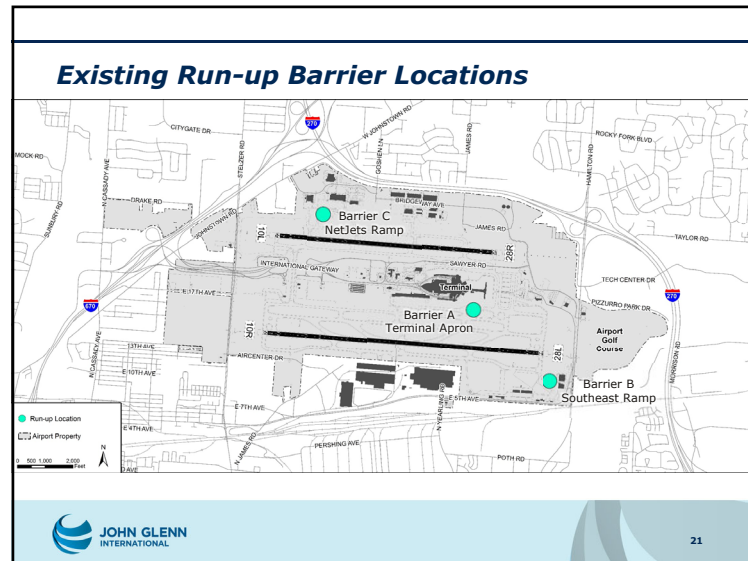 Existing Run-up Barrier Locations
CITYGATE DR
270
W JOHNSTOWN RD
GOSHEN LN
JAMES RD
ROCKY FORK BLVD
MOCK RD
N CASSADY AVE
STELZER RD
HAMILTON RD
SUNBURY RD
DRAKE RD
JOHNSTOWN RD
BRIDGEWAY AVE
Barrier C
NetJets Ramp
JAMES RD
TAYLOR RD
10L
28R
INTERNATIONAL GATEWAY
SAWYER RD
TECH CENTER DR
E 17TH AVE
Terminal
PIZZURRO PARK DR
270
670
Barrier A
Terminal Apron
10R
Airport
Golf
Course
N CASSADY AVE
13TH AVE
AIRCENTER DR
28L
MORRISON RD
E 10TH AVE
Barrier B
Southeast Ramp
N YEARLING RD
E 5TH AVE
E 7TH AVE
Run-up Location
E 4TH AVE
N JAMES RD
PERSHING AVE
Airport Property
POTH RD
N
0 500 1,000 2,000
Feet
D AVE
JOHN GLENN
INTERNATIONAL
21